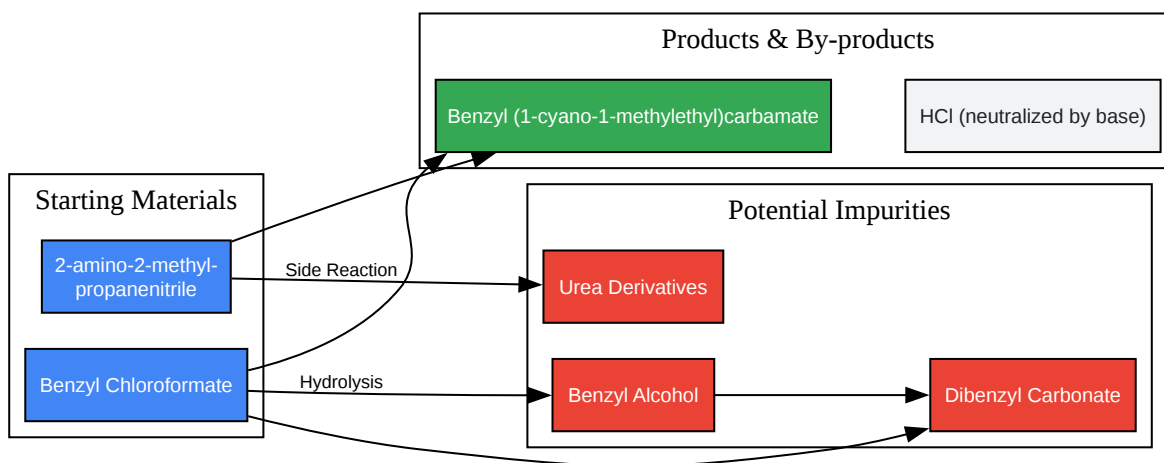 Products & By-products
Benzyl (1-cyano-1-methylethyl)carbamate
HCl (neutralized by base)
Starting Materials
2-amino-2-methyl-
propanenitrile
Benzyl Chloroformate
Side Reaction
Hydrolysis
Potential Impurities
Urea Derivatives
Benzyl Alcohol
Dibenzyl Carbonate